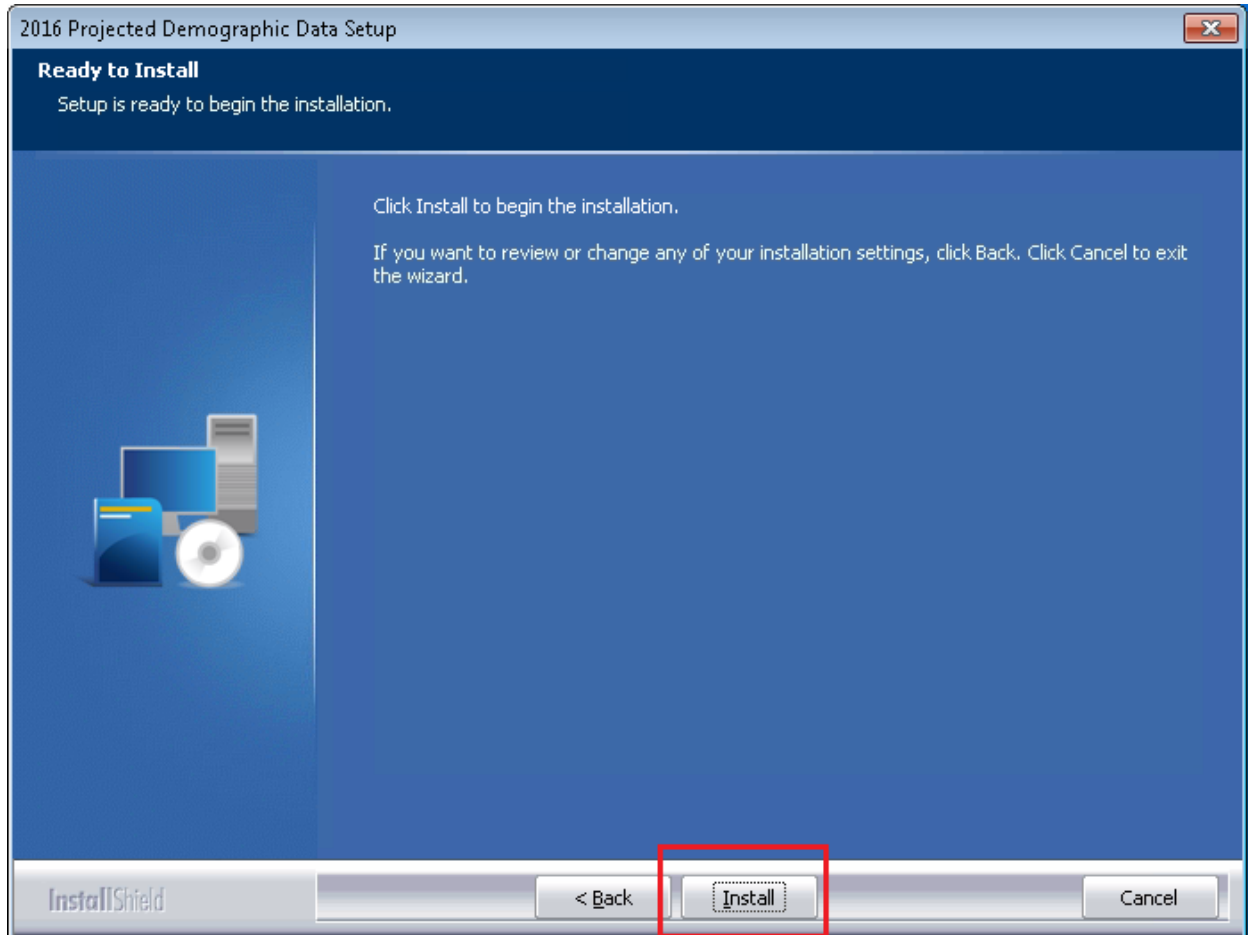 2016 Projected Demographic Data Setup
Ready to Install
Setup is ready to begin the installation.
Click Install to begin the installation.
If you want to review or change any of your installation settings, click Back. Click Cancel to exit
the wizard.
InstallShield
< Back
Install
Cancel